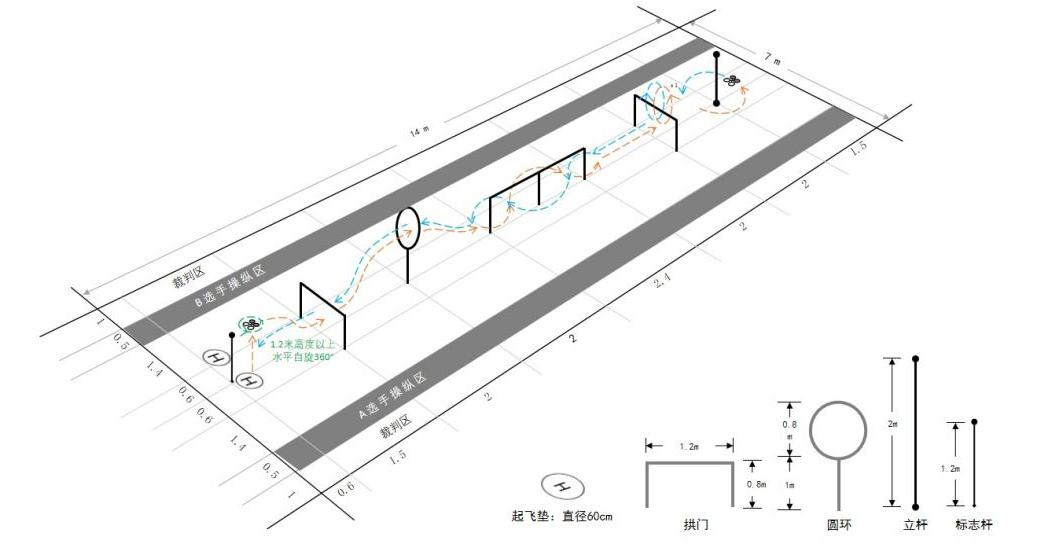 7 m
14 m
裁判区
B选手操纵区
1.2米高度以上
水平自旋360°
A选手操纵区
裁判区
1
0.5
1.4
0.6
0.6
1.4
0.5
1
0.6
1.5
2
2
2.4
2
2
1.5
H
H
H
起飞垫：直径60cm
1.2m
0.8m
拱门
0.8
m
1m
圆环
2m
立杆
1.2m
标志杆